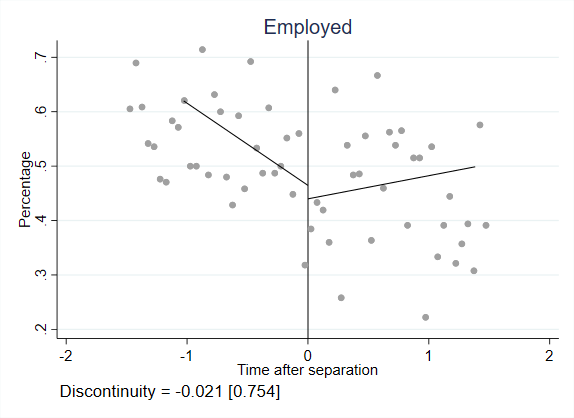 Employed
Percentage
.7
.6
.5
.4
.3
.2
-2 -1 0 1 2
Time after separation
Discontinuity = -0.021 [0.754]